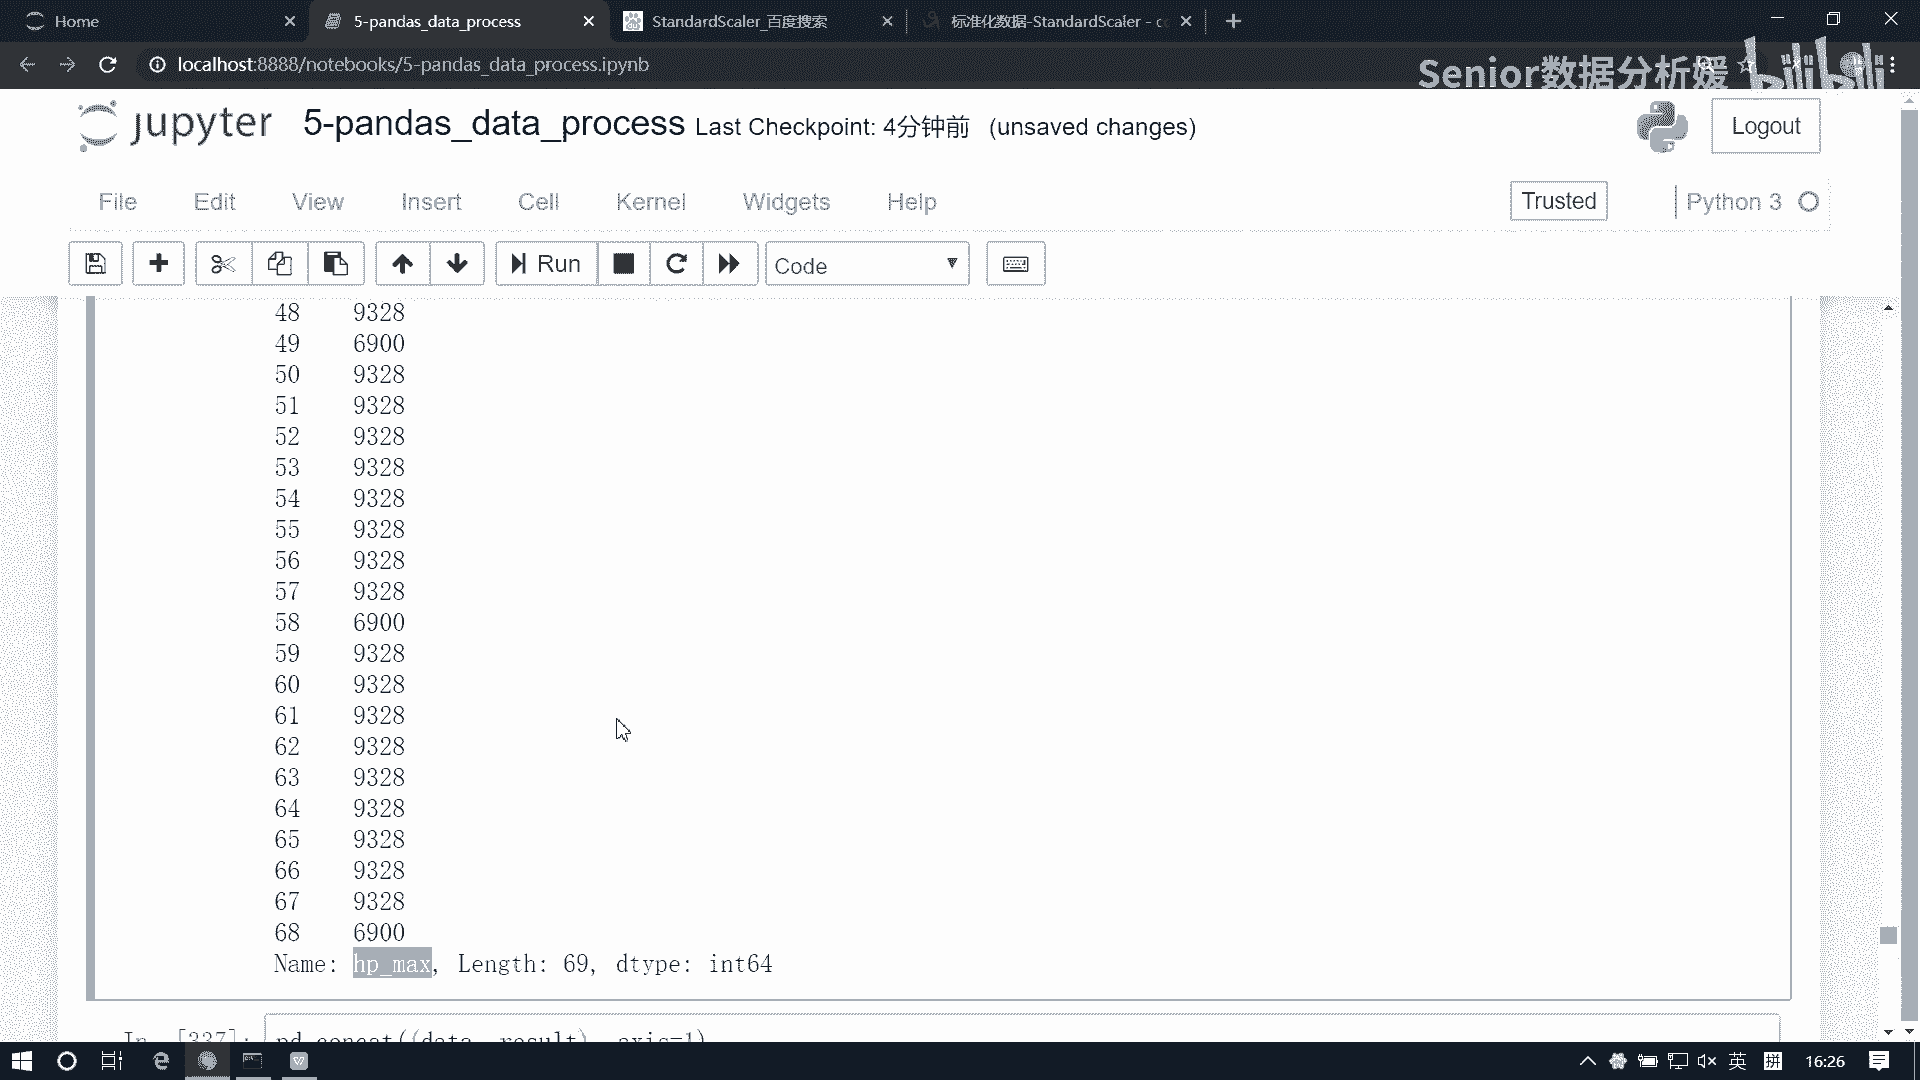 Home
5-pandas_data_process
StandardScaler_百度搜索
标准化数据-StandardScaler - c
localhost:8888/notebooks/5-pandas_data_process.ipynb
Senior数据分析媛 bilibili
jupyter 5-pandas_data_process Last Checkpoint: 4分钟前 (unsaved changes)
Logout
File Edit View Insert Cell Kernel Widgets Help
Trusted
Python 3
Run
Code
48 9328
49 6900
50 9328
51 9328
52 9328
53 9328
54 9328
55 9328
56 9328
57 9328
58 6900
59 9328
60 9328
61 9328
62 9328
63 9328
64 9328
65 9328
66 9328
67 9328
68 6900
Name: hp_max, Length: 69, dtype: int64
In [337]: pd.concat((data, result), axis=1)
英
拼
16:26